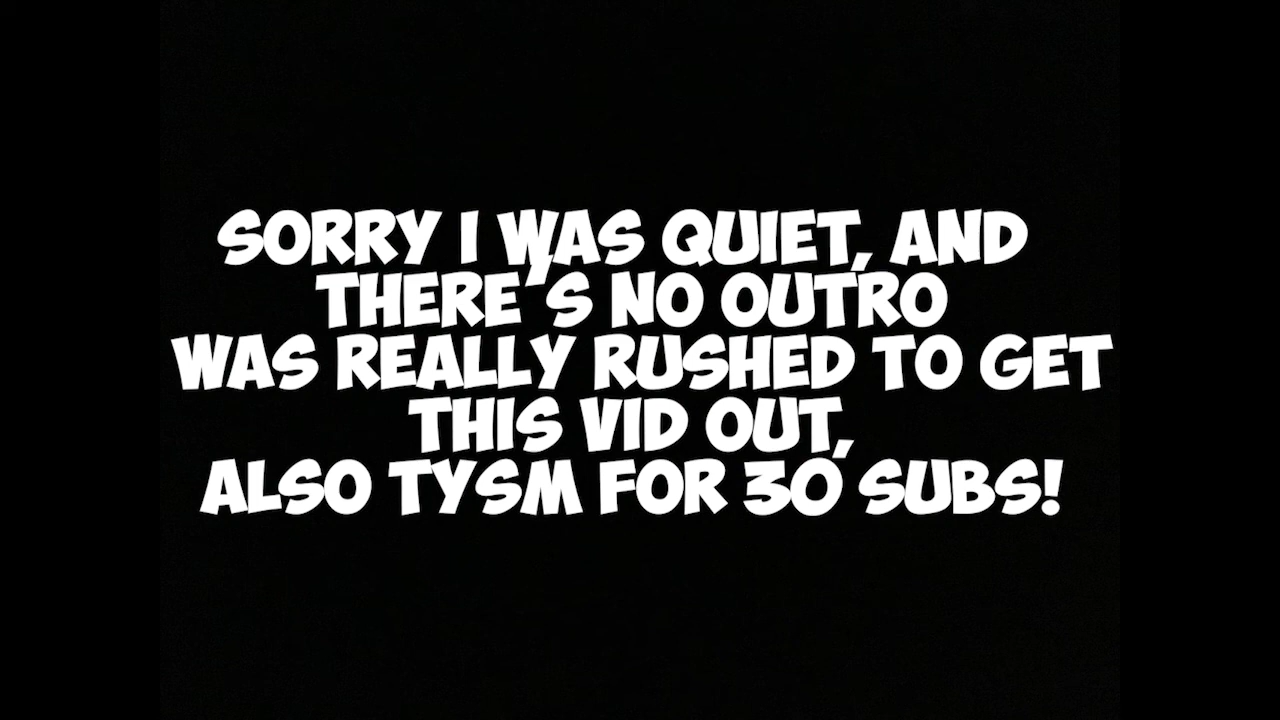 SORRY I WAS QUIET, AND
THERE'S NO OUTRO
WAS REALLY RUSHED TO GET
THIS VID OUT,
ALSO TYSM FOR 30 SUBS!